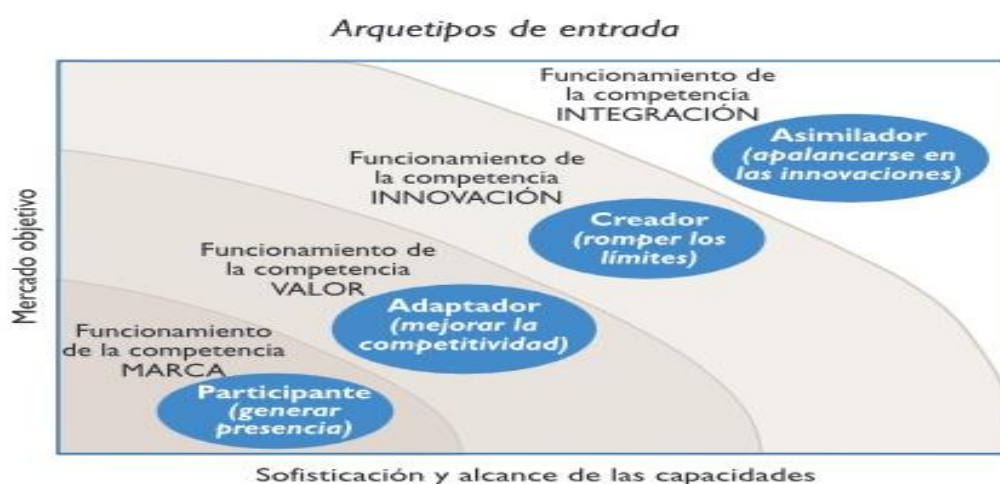 Arquetipos de entrada
Funcionamiento de
la competencia
INTEGRACIÓN
Asimilador
(apalancarse en
las innovaciones)
Funcionamiento de
la competencia
INNOVACIÓN
Creador
(romper los
límites)
Funcionamiento de
la competencia
VALOR
Adaptador
(mejorar la
competitividad)
Funcionamiento
de la competencia
MARCA
Participante
(generar
presencia)
Mercado objetivo
Sofisticación y alcance de las capacidades